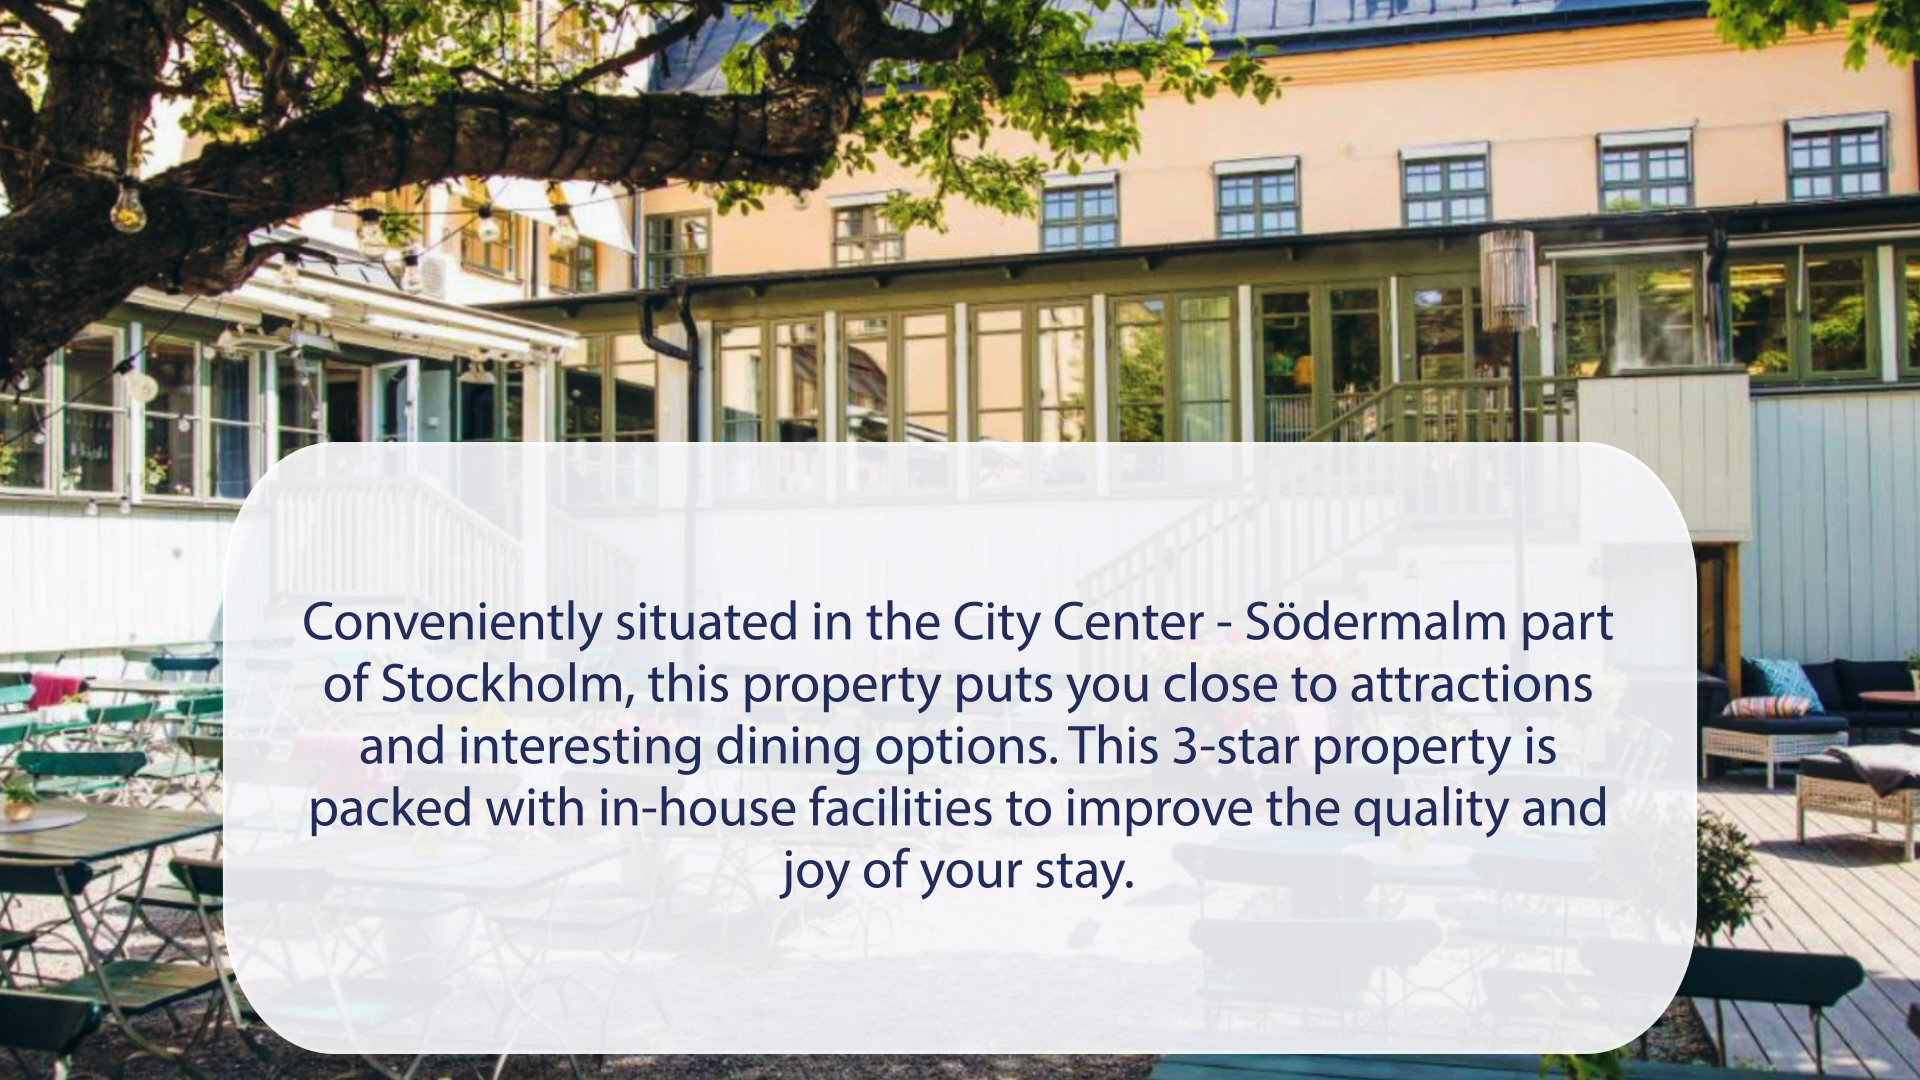 Conveniently situated in the City Center - Södermalm part
of Stockholm, this property puts you close to attractions
and interesting dining options. This 3-star property is
packed with in-house facilities to improve the quality and
joy of your stay.